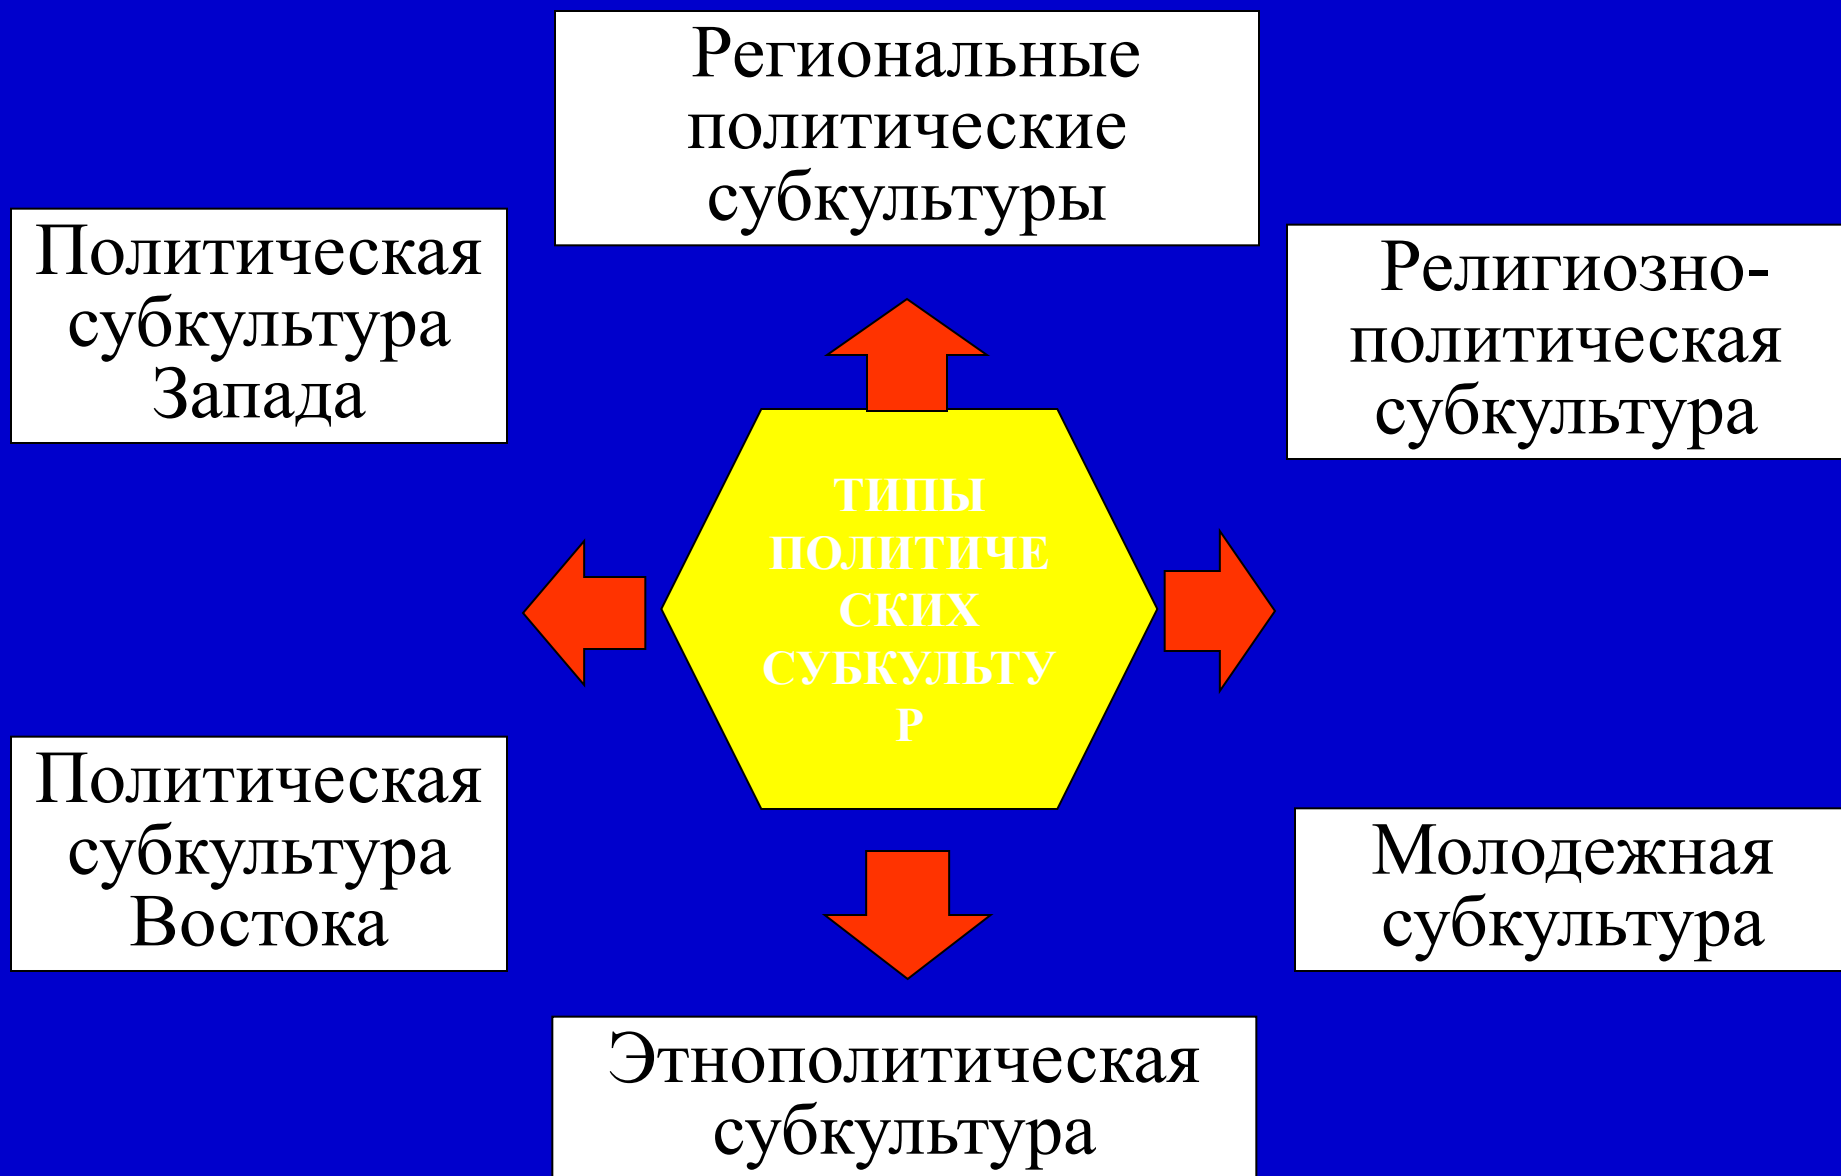 Региональные
политические
субкультуры
Политическая
субкультура
Запада
Религиозно-
политическая
субкультура
ТИПЫ
ПОЛИТИЧЕ
СКИХ
СУБКУЛЬТУ
Р
Политическая
субкультура
Востока
Молодежная
субкультура
Этнополитическая
субкультура